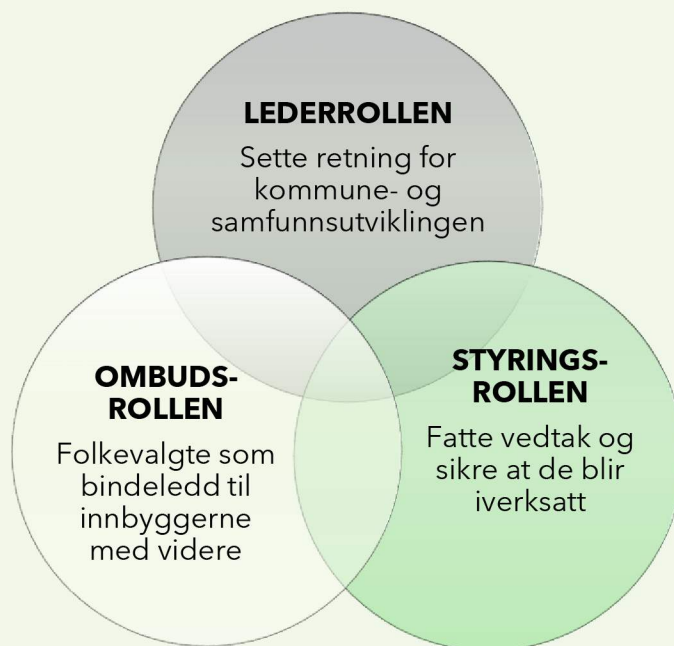 LEDERROLLEN
Sette retning for
kommune- og
samfunnsutviklingen
OMBUDS-
ROLLEN
Folkevalgte som
bindeledd til
innbyggerne
med videre
STYRINGS-
ROLLEN
Fatte vedtak og
sikre at de blir
iverksatt